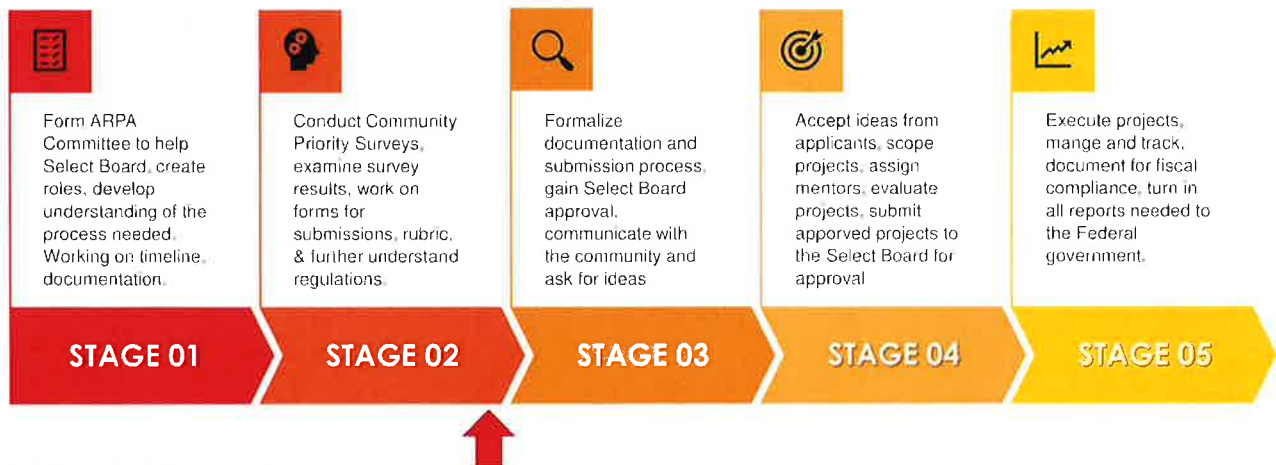 Form ARPA
Committee to help
Select Board, create
roles, develop
understanding of the
process needed.
Working on timeline,
documentation.
Conduct Community
Priority Surveys,
examine survey
results, work on
forms for
submissions, rubric,
& further understand
regulations.
Formalize
documentation and
submission process,
gain Select Board
approval,
communicate with
the community and
ask for ideas
Accept ideas from
applicants, scope
projects, assign
mentors, evaluate
projects, submit
apporved projects to
the Select Board for
approval
Execute projects,
mange and track,
document for fiscal
compliance, turn in
all reports needed to
the Federal
government.
STAGE 01
STAGE 02
STAGE 03
STAGE 04
STAGE 05